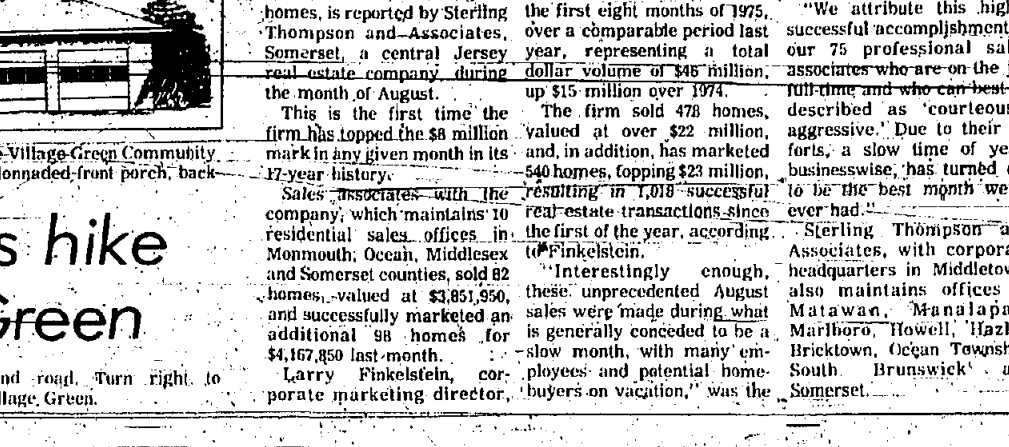 Village Green Community
front porch, back-
s hike
Green
nd road. Turn right to
llage Green.
homes, is reported by Sterling
Thompson and Associates,
Somerset, a central Jersey
real estate company during
the month of August.
This is the first time the
firm has topped the $8 million
mark in any given month in its
17-year history.
Sales associates with the
company, which maintains 10
residential sales offices in
Monmouth, Ocean, Middlesex
and Somerset counties, sold 82
homes, valued at $3,851,950,
and successfully marketed an
additional 98 homes for
$4,167,850 last month.
Larry Finkelstein, cor-
porate marketing director,
the first eight months of 1975,
over a comparable period last
year, representing a total
dollar volume of $46 million,
up $15 million over 1974.
The firm sold 478 homes,
valued at over $22 million,
and, in addition, has marketed
540 homes, topping $23 million,
resulting in 1,018 successful
real estate transactions since
the first of the year, according
to Finkelstein.
"Interestingly enough,
these unprecedented August
sales were made during what
is generally conceded to be a
slow month, with many em-
ployees and potential home-
buyers on vacation," was the
"We attribute this hig
successful accomplishment
our 75 professional sa
associates who are on the
full-time and who can best
described as 'courteou
aggressive.' Due to their
forts, a slow time of ye
businesswise, has turned
to be the best month we
ever had."
Sterling Thompson a
Associates, with corpora
headquarters in Middletow
also maintains offices
Matawan, Manalapa
Marlboro, Howell, Hazl
Bricktown, Ocean Townsh
South Brunswick a
Somerset.